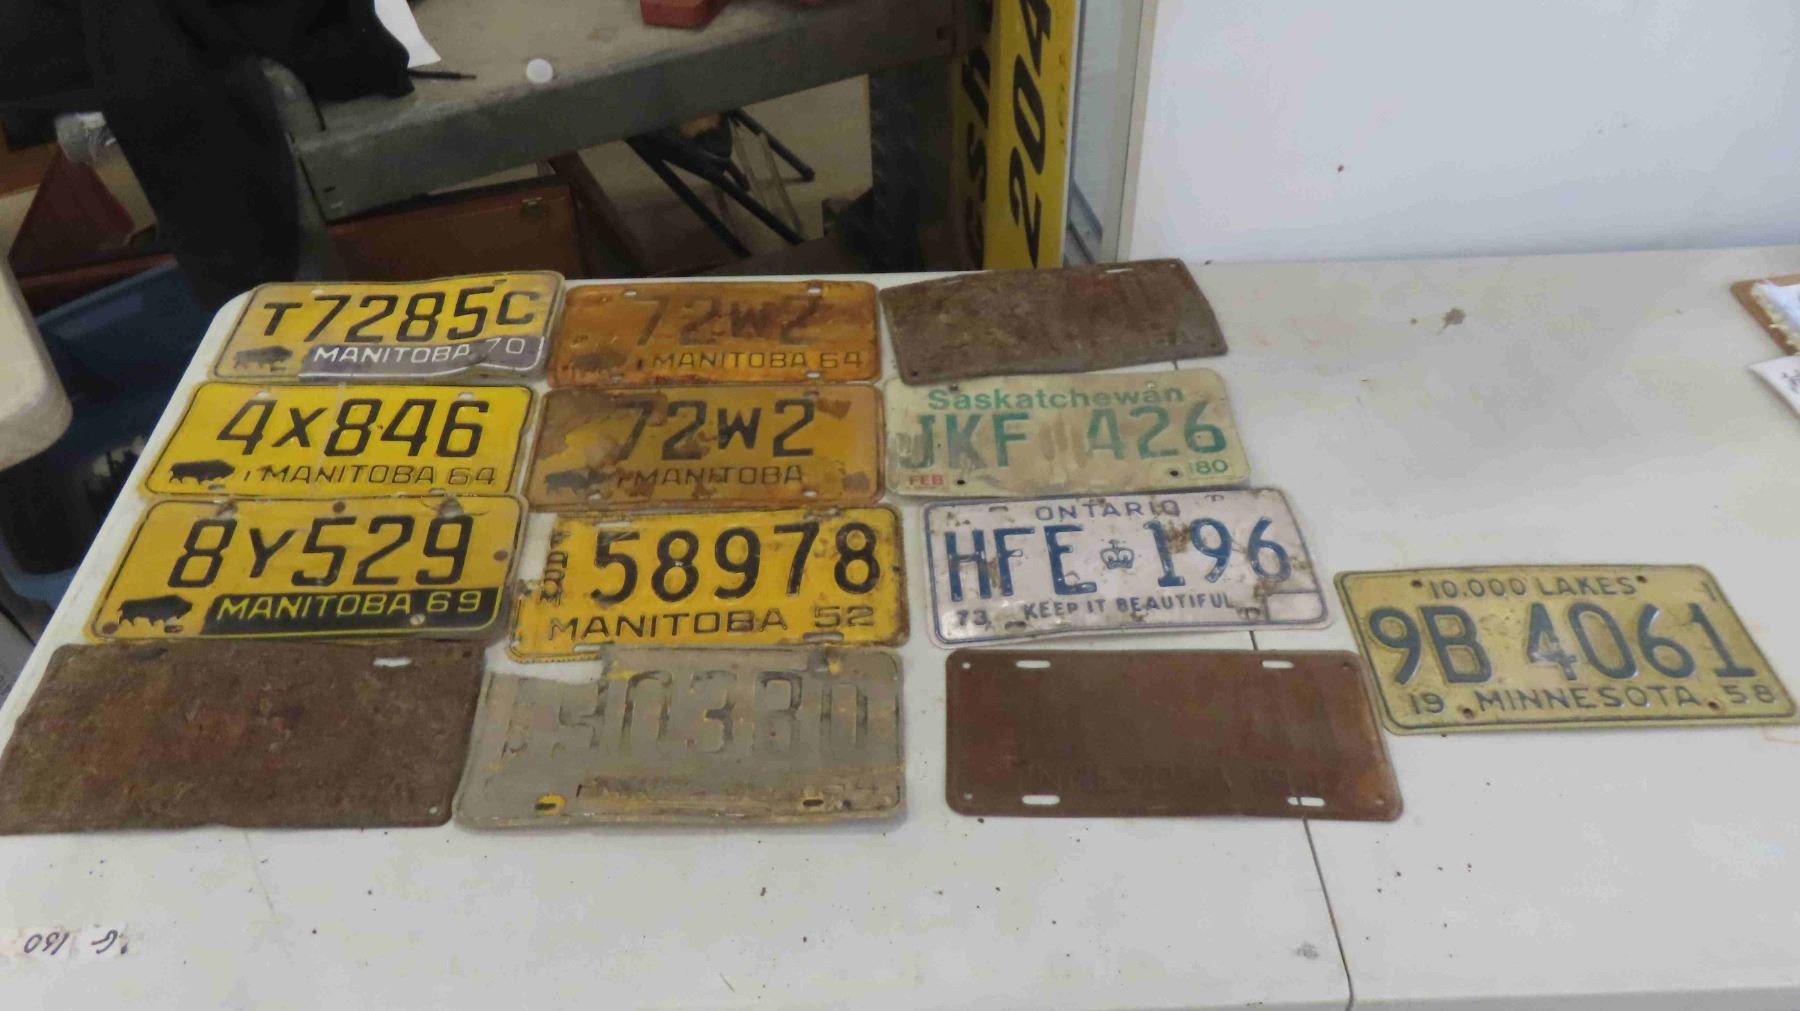 204
T7285C
MANITOBA 70
72W2
MANITOBA 64
4X846
MANITOBA 64
72W2
MANITOBA
Saskatchewan
JKF 426
FEB 80
8Y529
MANITOBA 69
58978
MANITOBA 52
ONTARIO
HFE 196
73 KEEP IT BEAUTIFUL
10,000 LAKES
9B 4061
19 MINNESOTA 58